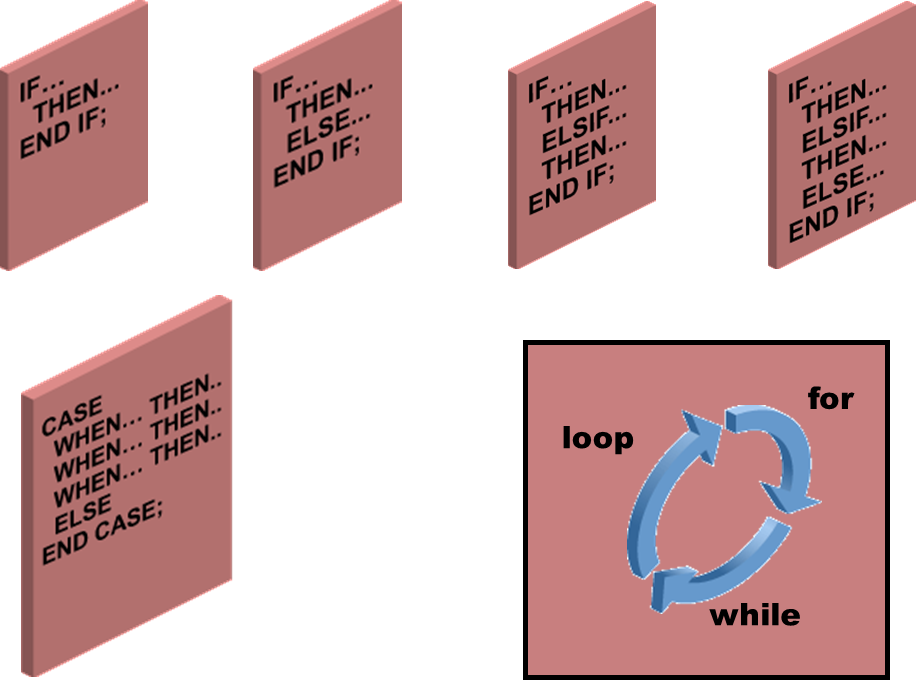 IF...
THEN...
END IF;
IF...
THEN...
ELSE...
END IF;
IF...
THEN...
ELSIF...
THEN...
END IF;
IF...
THEN...
ELSIF...
THEN...
ELSE...
END IF;
CASE
WHEN... THEN..
WHEN... THEN..
WHEN... THEN..
ELSE
END CASE;
for
loop
while